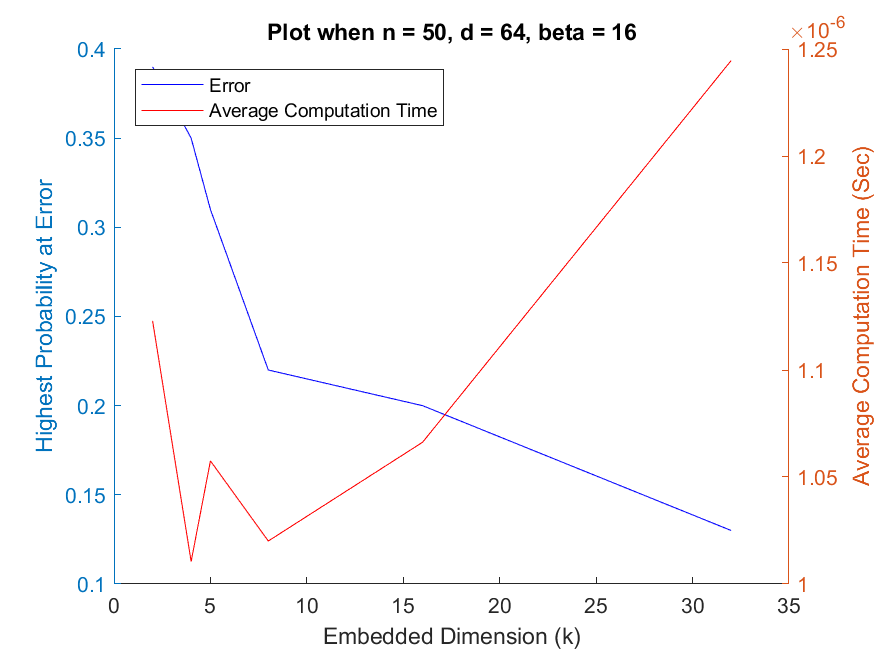 Plot when n = 50, d = 64, beta = 16
×10-6
Error
Average Computation Time
Highest Probability at Error
0.4
0.35
0.3
0.25
0.2
0.15
0.1
1.25
1.2
1.15
1.1
1.05
1
Average Computation Time (Sec)
0 5 10 15 20 25 30 35
Embedded Dimension (k)